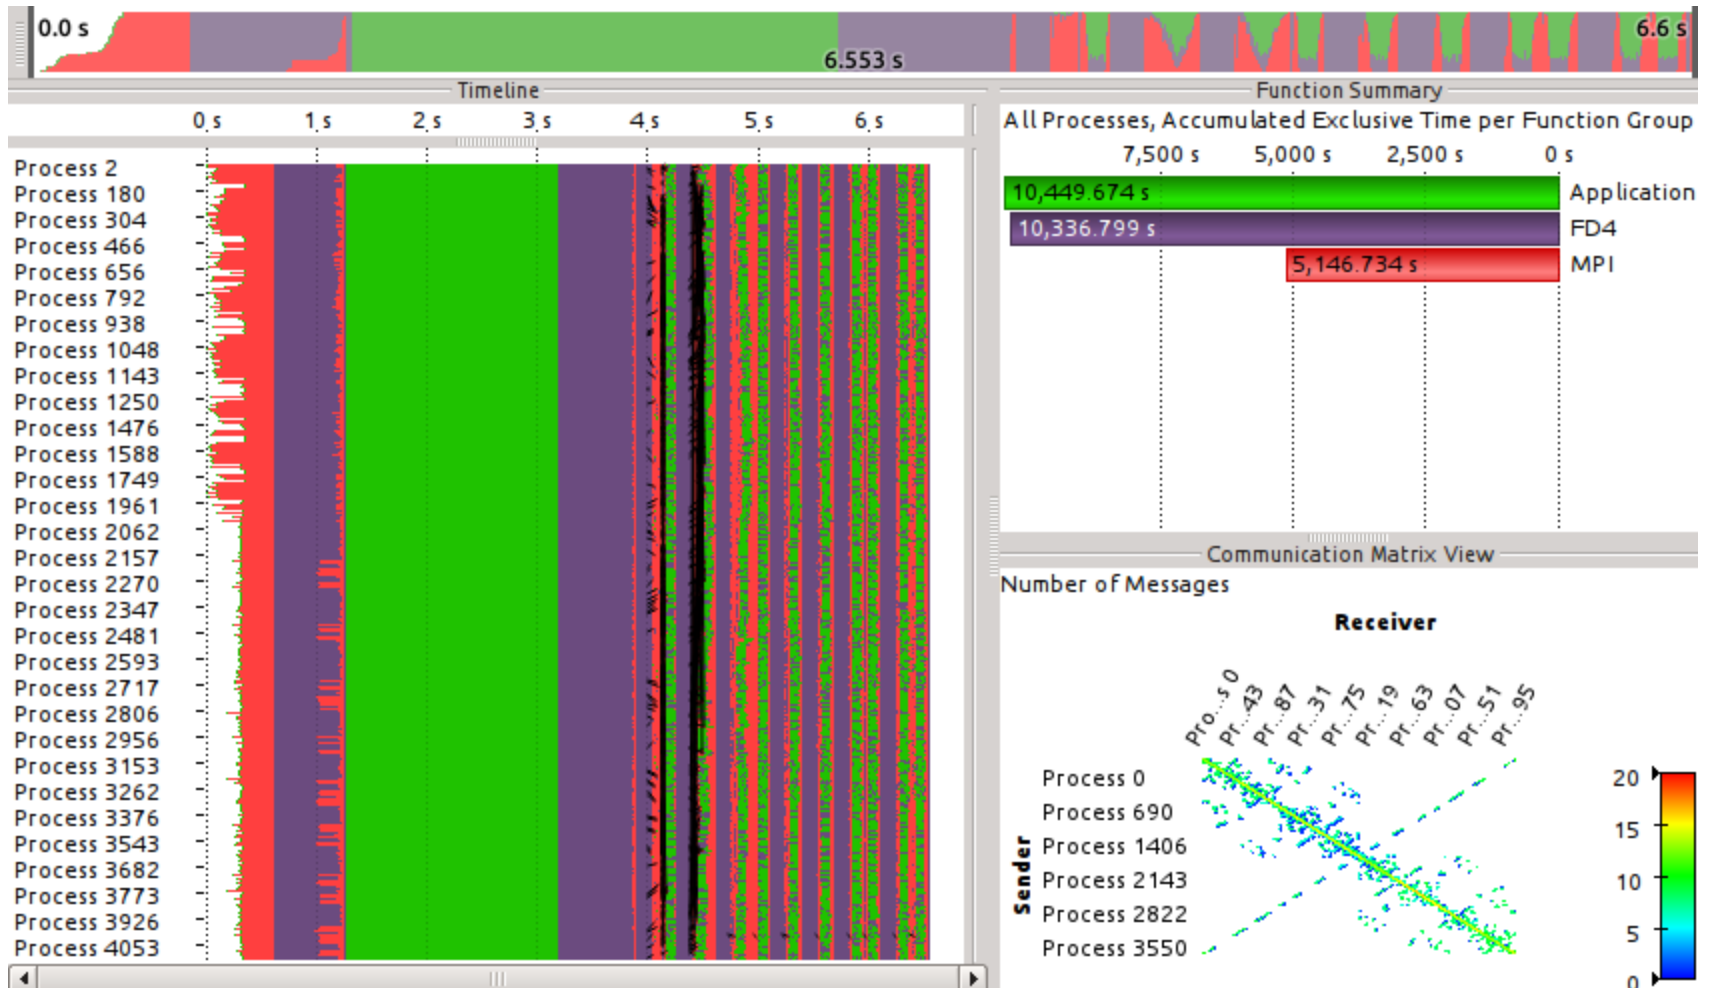 0.0 s
6.553 s
6.6 s
Timeline
0 s 1 s 2 s 3 s 4 s 5 s 6 s
Process 2
Process 180
Process 304
Process 466
Process 656
Process 792
Process 938
Process 1048
Process 1143
Process 1250
Process 1476
Process 1588
Process 1749
Process 1961
Process 2062
Process 2157
Process 2270
Process 2347
Process 2481
Process 2593
Process 2717
Process 2806
Process 2956
Process 3153
Process 3262
Process 3376
Process 3543
Process 3682
Process 3773
Process 3926
Process 4053
Function Summary
All Processes, Accumulated Exclusive Time per Function Group
7,500 s 5,000 s 2,500 s 0 s
10,449.674 s Application
10,336.799 s FD4
5,146.734 s MPI
Communication Matrix View
Number of Messages
Receiver
Pro...s 0 Pr...43 Pr...87 Pr...31 Pr...75 Pr...19 Pr...63 Pr...07 Pr...51 Pr...95
Sender
Process 0
Process 690
Process 1406
Process 2143
Process 2822
Process 3550
20
15
10
5
0